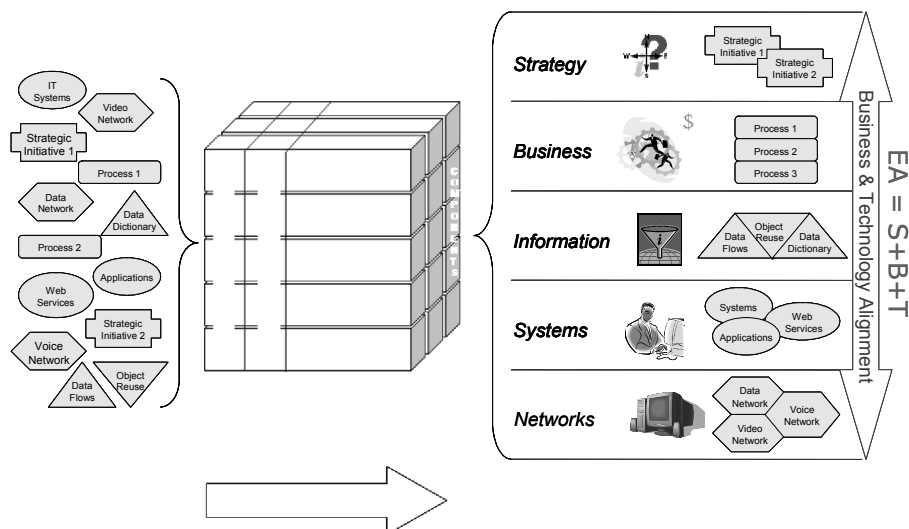 IT
Systems
Video
Network
Strategic
Initiative 1
Process 1
Data
Network
Data
Dictionary
Process 2
Applications
Web
Services
Strategic
Initiative 2
Voice
Network
Data
Flows
Object
Reuse
COMPONENTS
Strategy
N
W
E
S
?
i
Strategic
Initiative 1
Strategic
Initiative 2
Business
$
Process 1
Process 2
Process 3
Information
i
Data
Flows
Object
Reuse
Data
Dictionary
Systems
Systems
Applications
Web
Services
Networks
Data
Network
Voice
Network
Video
Network
Business & Technology Alignment
EA = S+B+T